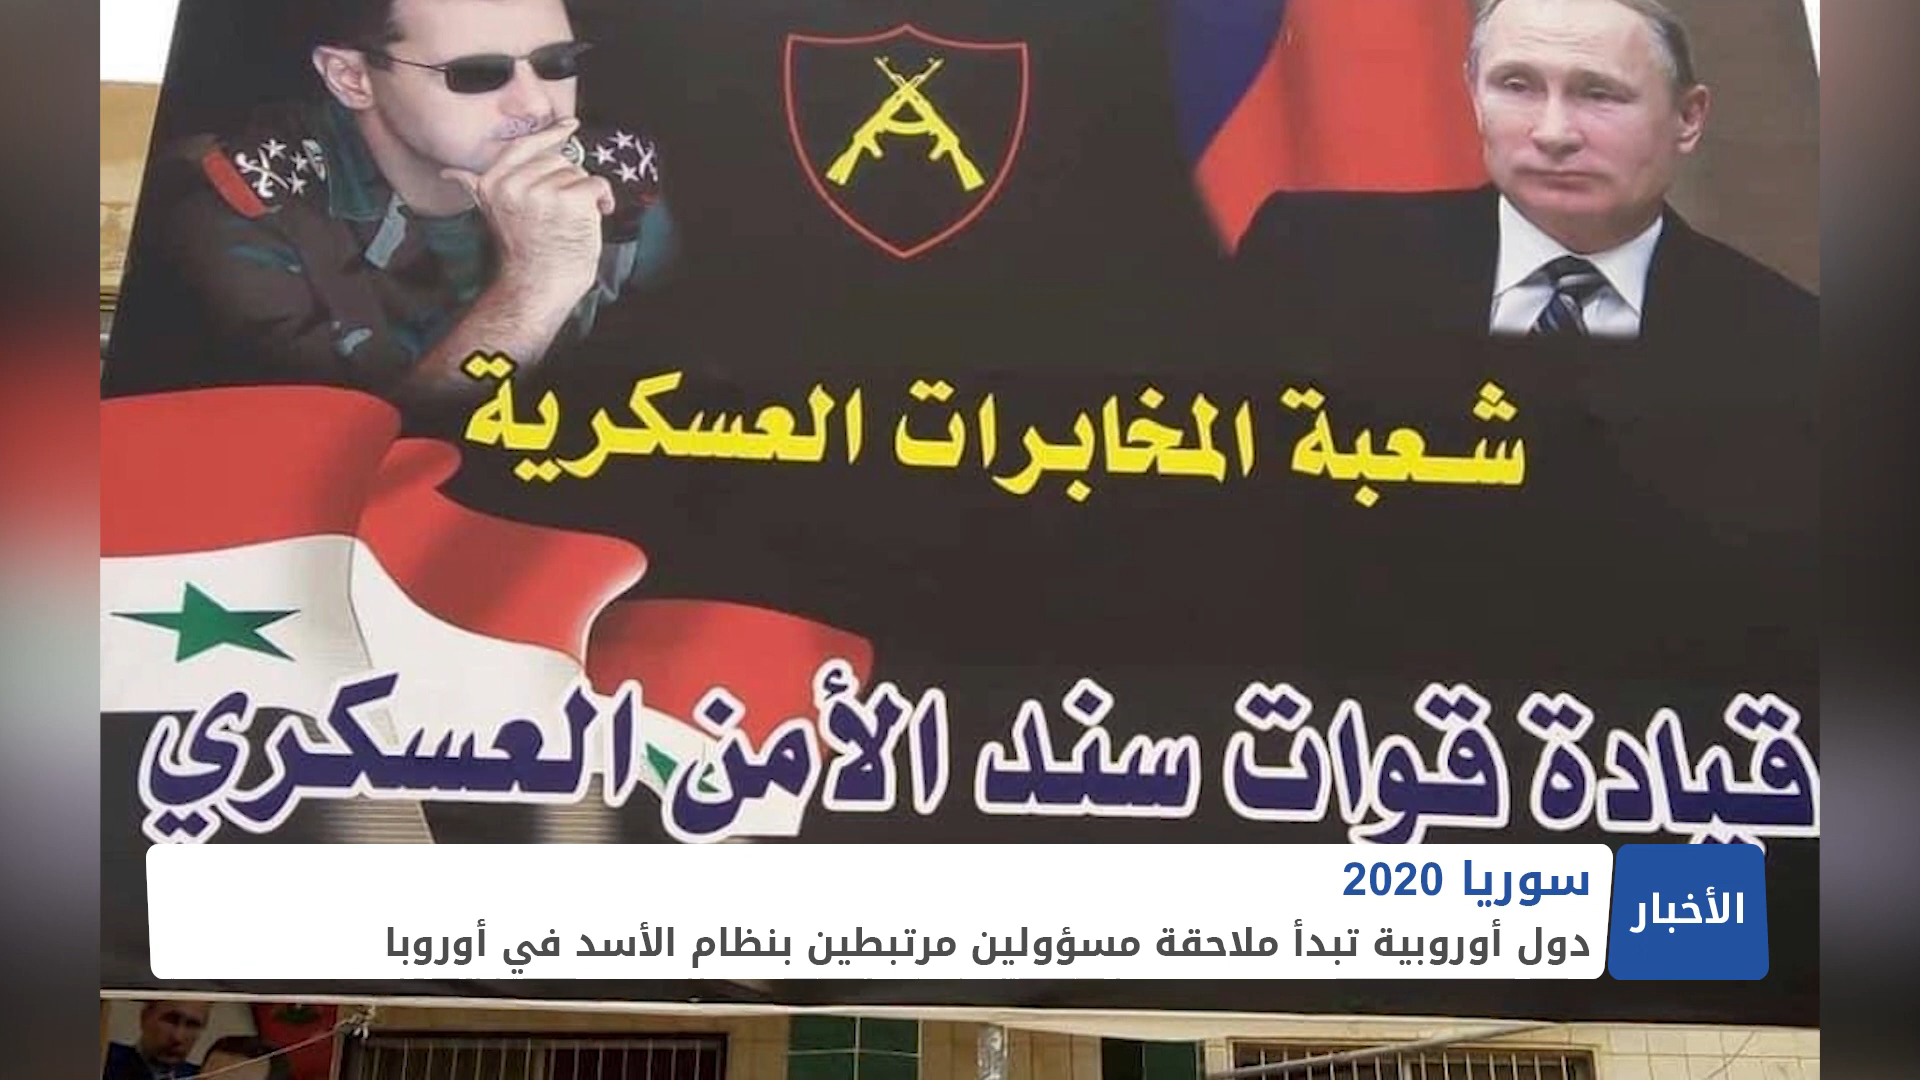 شعبة المخابرات العسكرية
قيادة قوات سند الأمن العسكري
الأخبار
سوريا 2020
دول أوروبية تبدأ ملاحقة مسؤولين مرتبطين بنظام الأسد في أوروبا